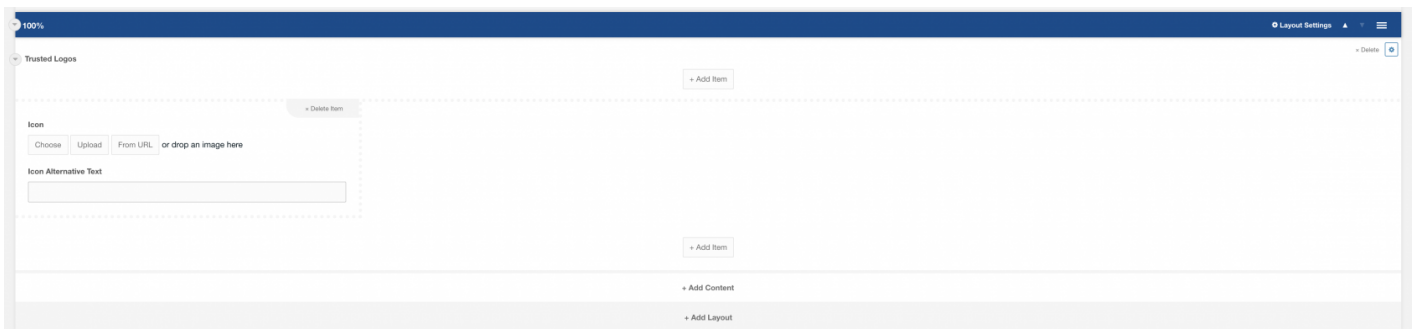 100%
Layout Settings
× Delete
Trusted Logos
+ Add Item
× Delete Item
Icon
Choose Upload From URL or drop an image here
Icon Alternative Text
+ Add Item
+ Add Content
+ Add Layout